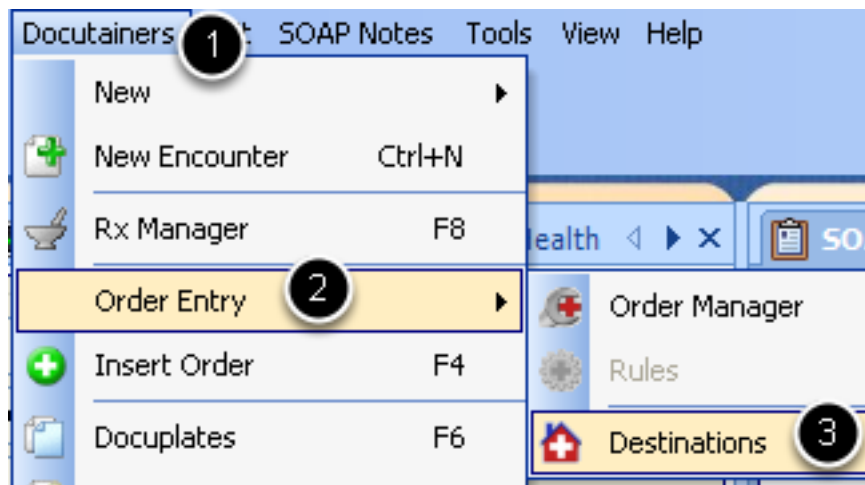 Docutainers 1 t SOAP Notes Tools View Help
New
New Encounter Ctrl+N
Rx Manager F8
ealth
SO
Order Entry 2
Order Manager
Insert Order F4
Rules
Docuplates F6
Destinations 3